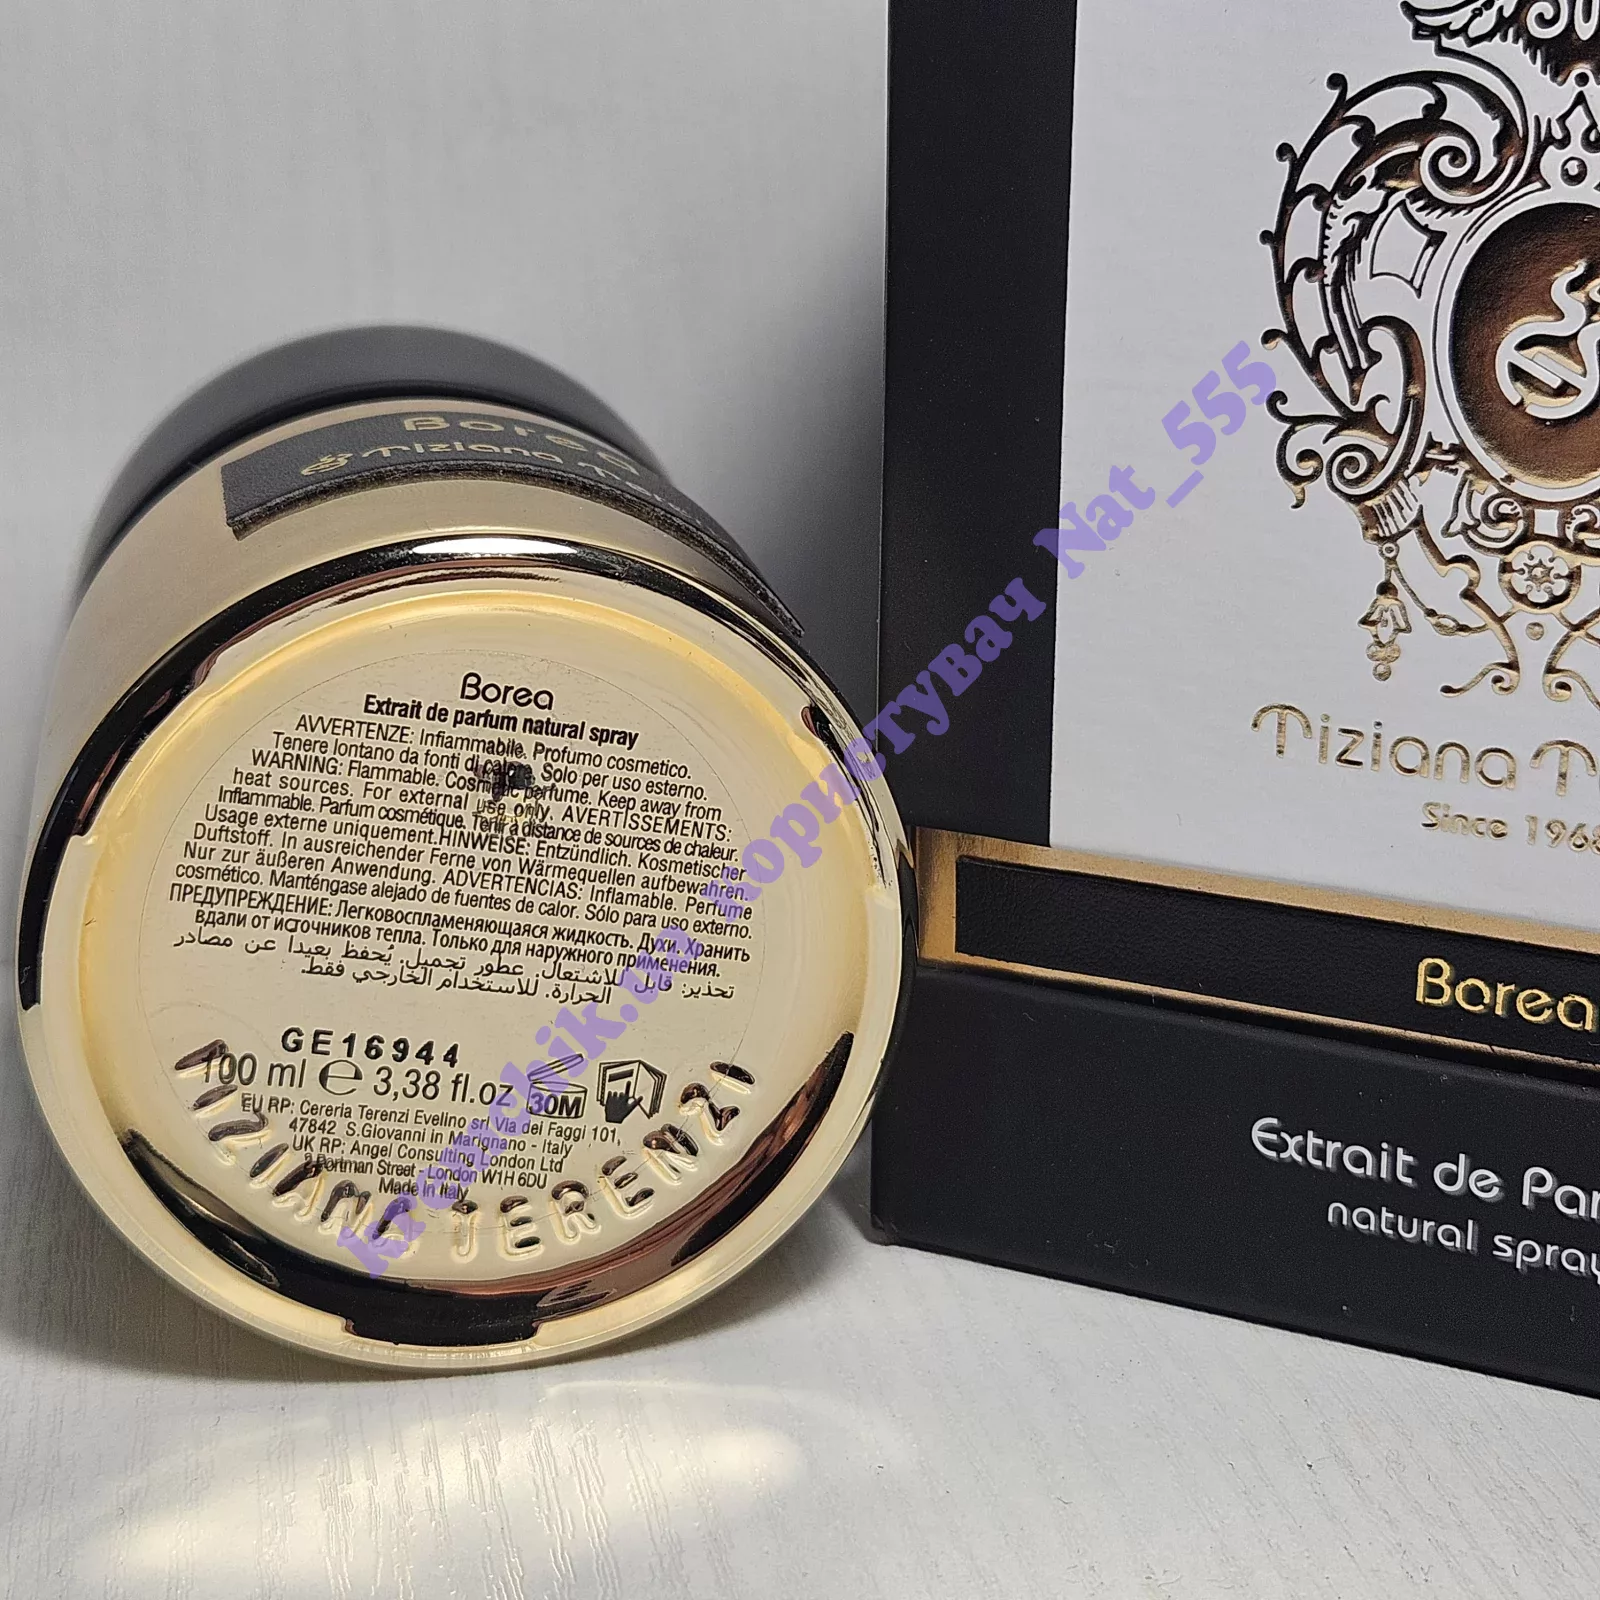 Borea
Tiziana
Borea
Extrait de parfum natural spray
AVVERTENZE: Infiammabile. Profumo cosmetico.
Tenere lontano da fonti di calore. Solo per uso esterno.
WARNING: Flammable. Cosmetic perfume. Keep away from
heat sources. For external use only. AVERTISSEMENTS:
Inflammable. Parfum cosmétique. Tenir à distance de sources de chaleur.
Usage externe uniquement.HINWEISE: Entzündlich. Kosmetischer
Duftstoff. In ausreichender Ferne von Wärmequellen aufbewahren.
Nur zur äußeren Anwendung. ADVERTENCIAS: Inflamable. Perfume
cosmético. Manténgase alejado de fuentes de calor. Sólo para uso externo.
ПРЕДУПРЕЖДЕНИЕ: Легковоспламеняющаяся жидкость. Духи. Хранить
вдали от источников тепла. Только для наружного применения.
تحذير: قابل للاشتعال. عطور تجميل. يُحفظ بعيداً عن مصادر
الحرارة. للاستخدام الخارجي فقط.
GE16944
100 ml ℮ 3,38 fl.oz 30M
EU RP: Cereria Terenzi Evelino srl Via dei Faggi 101,
47842 S.Giovanni in Marignano - Italy
UK RP: Angel Consulting London Ltd
2 Portman Street - London W1H 6DU
Made in Italy
TIZIANA TERENZI
Tiziana
Since 1968
Borea
Extrait de
natural spray
користувач Nat_555